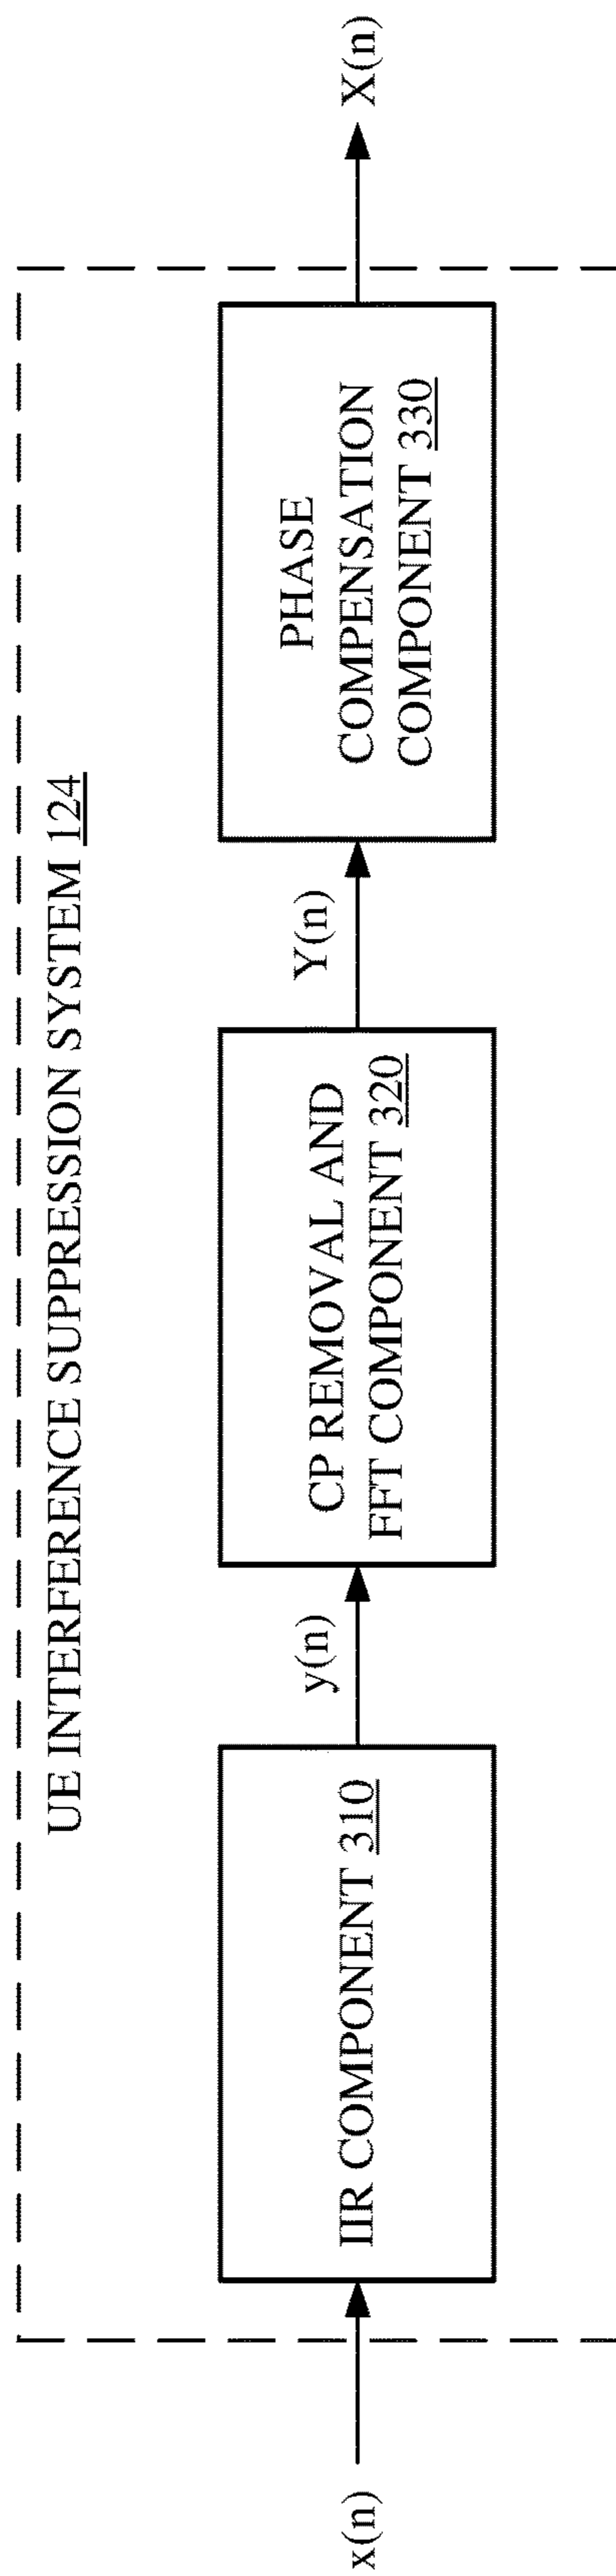 UE INTERFERENCE SUPPRESSION SYSTEM 124
x(n)
IIR COMPONENT 310
y(n)
CP REMOVAL AND
FFT COMPONENT 320
Y(n)
PHASE
COMPENSATION
COMPONENT 330
X(n)